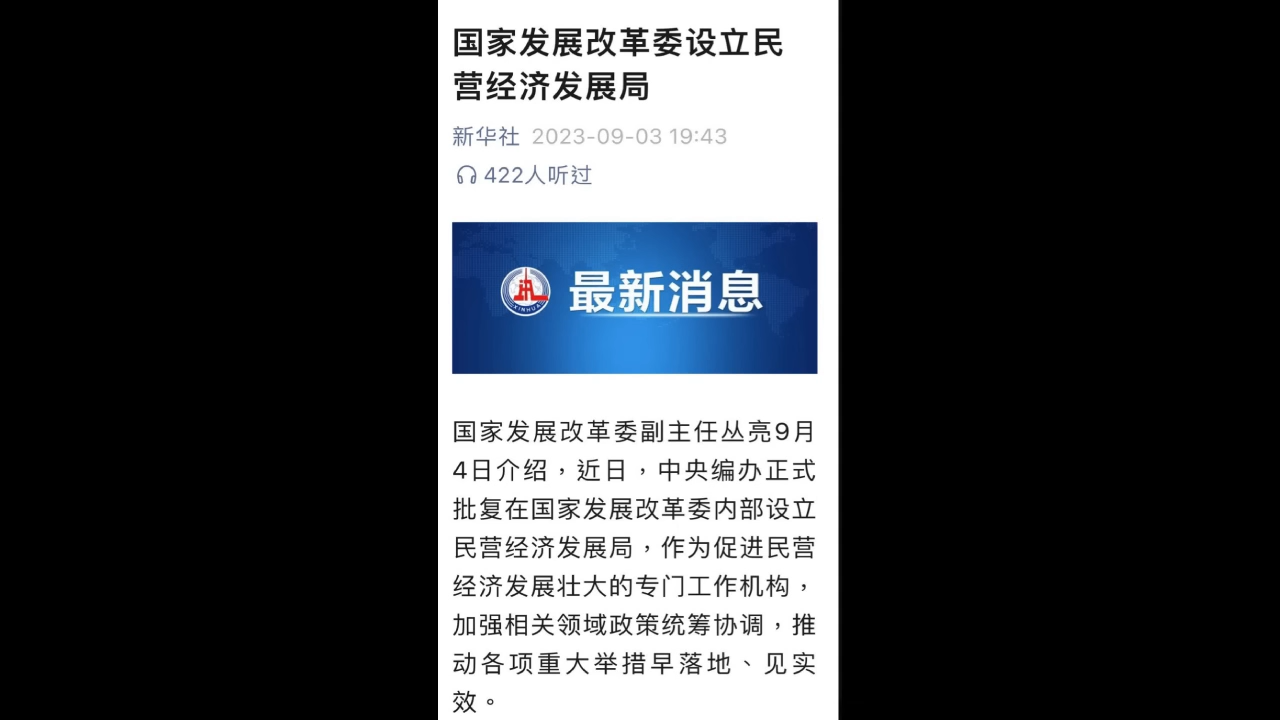 国家发展改革委设立民
营经济发展局
新华社 2023-09-03 19:43
422人听过
讯
XINHUA
最新消息
国家发展改革委副主任丛亮9月
4日介绍，近日，中央编办正式
批复在国家发展改革委内部设立
民营经济发展局，作为促进民营
经济发展壮大的专门工作机构，
加强相关领域政策统筹协调，推
动各项重大举措早落地、见实
效。